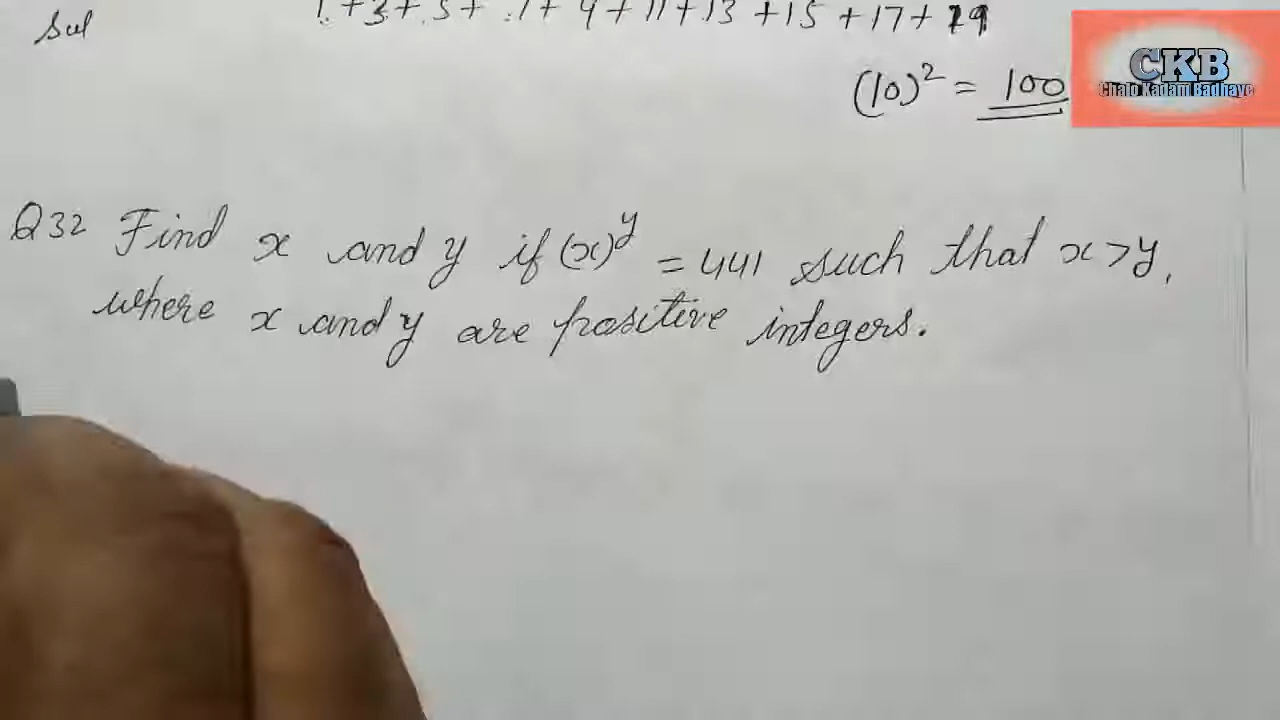 Sol 1+3+5+7+9+11+13+15+17+19
(10)² = 100
CKB
Chalo Kadam Badhaye
Q32 Find x and y if (x)^y = 441 such that x>y,
where x and y are positive integers.